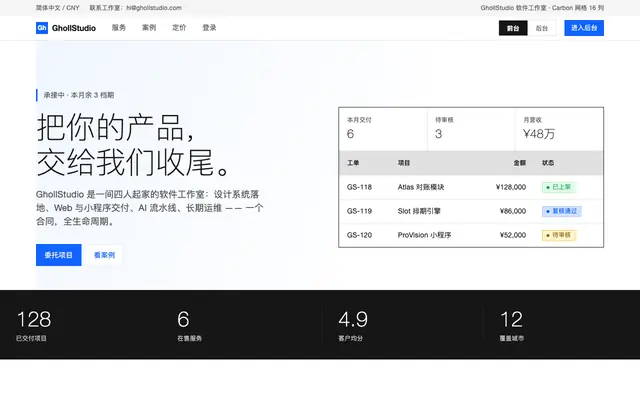 简体中文 / CNY 联系工作室：hi@ghollstudio.com GhollStudio 软件工作室 · Carbon 网格 16 列
Gh GhollStudio 服务 案例 定价 登录 前台 后台 进入后台
承接中 · 本月余 3 档期
把你的产品，
交给我们收尾。
GhollStudio 是一间四人起家的软件工作室：设计系统落
地、Web 与小程序交付、AI 流水线、长期运维 —— 一个
合同，全生命周期。
委托项目 看案例
本月交付 待审核 月营收
6 3 ¥48万
工单 项目 金额 状态
GS-118 Atlas 对账模块 ¥128,000 已上架
GS-119 Slot 排期引擎 ¥86,000 复核通过
GS-120 ProVision 小程序 ¥52,000 待审核
128 6 4.9 12
已交付项目 在售服务 客户均分 覆盖城市